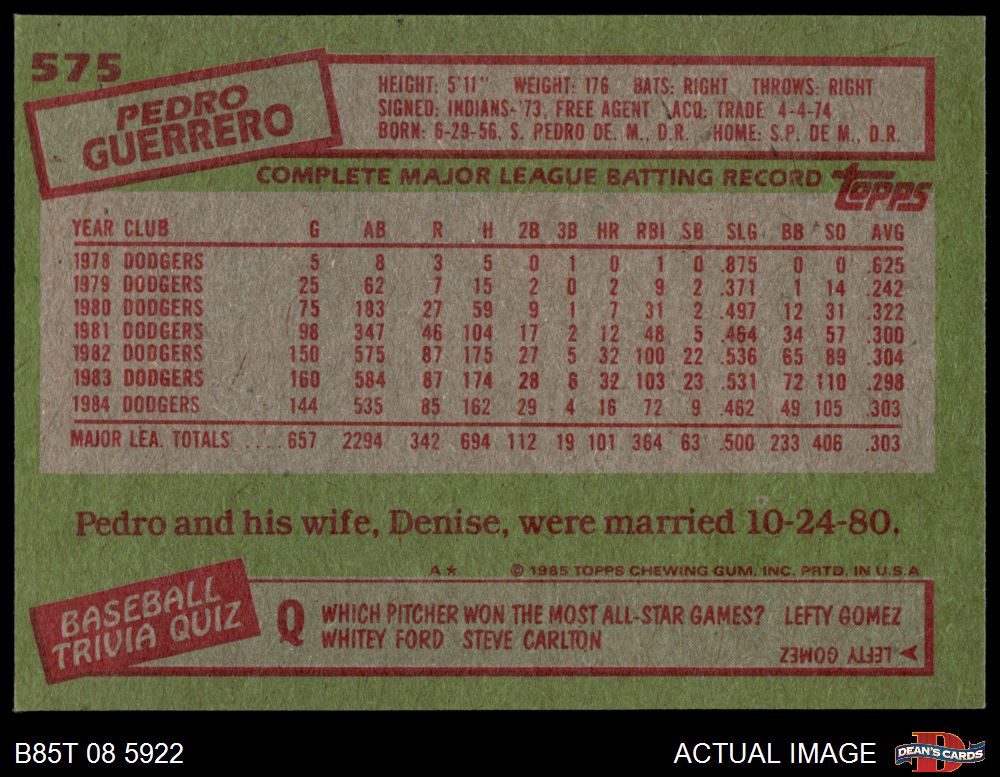 575
PEDRO
GUERRERO
HEIGHT: 5'11" WEIGHT: 176 BATS: RIGHT THROWS: RIGHT
SIGNED: INDIANS-'73, FREE AGENT ACQ: TRADE 4-4-74
BORN: 6-29-56, S. PEDRO DE. M., D.R. HOME: S.P. DE M., D.R.
COMPLETE MAJOR LEAGUE BATTING RECORD
topps
YEAR CLUB G AB R H 2B 3B HR RBI SB SLG BB SO AVG
1978 DODGERS 5 8 3 5 0 1 0 1 0 .875 0 0 .625
1979 DODGERS 25 62 7 15 2 0 2 9 2 .371 1 14 .242
1980 DODGERS 75 183 27 59 9 1 7 31 2 .497 12 31 .322
1981 DODGERS 98 347 46 104 17 2 12 48 5 .464 34 57 .300
1982 DODGERS 150 575 87 175 27 5 32 100 22 .536 65 89 .304
1983 DODGERS 160 584 87 174 28 6 32 103 23 .531 72 110 .298
1984 DODGERS 144 535 85 162 29 4 16 72 9 .462 49 105 .303
MAJOR LEA. TOTALS .....657 2294 342 694 112 19 101 364 63 .500 233 406 .303
Pedro and his wife, Denise, were married 10-24-80.
A* © 1985 TOPPS CHEWING GUM, INC. PRTD. IN U.S.A
BASEBALL
TRIVIA QUIZ
Q WHICH PITCHER WON THE MOST ALL-STAR GAMES? LEFTY GOMEZ
WHITEY FORD STEVE CARLTON
LEFTY GOMEZ
B85T 08 5922
ACTUAL IMAGE
D
DEAN'S CARDS